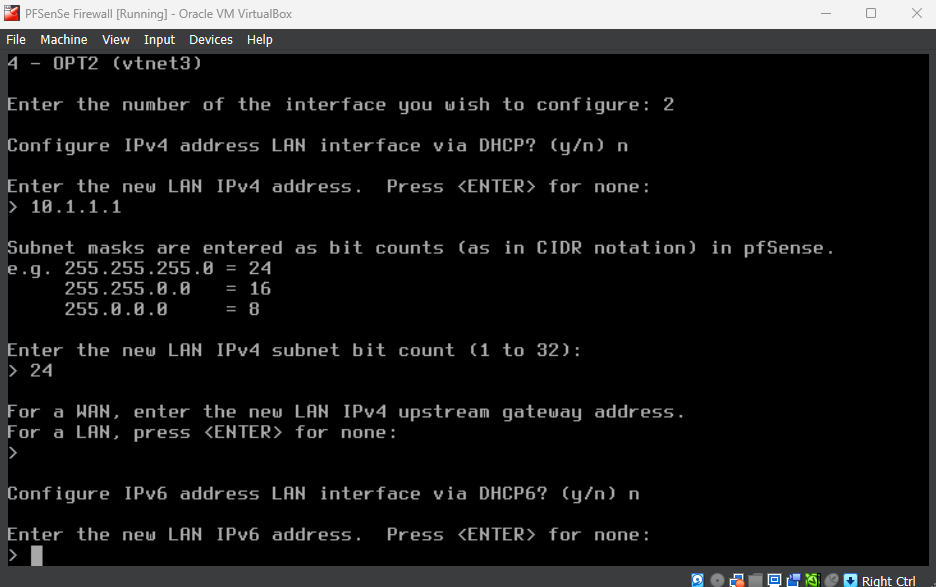 PFSenSe Firewall [Running] - Oracle VM VirtualBox
File Machine View Input Devices Help
4 - OPT2 (vtnet3)
Enter the number of the interface you wish to configure: 2
Configure IPv4 address LAN interface via DHCP? (y/n) n
Enter the new LAN IPv4 address.  Press <ENTER> for none:
> 10.1.1.1
Subnet masks are entered as bit counts (as in CIDR notation) in pfSense.
e.g. 255.255.255.0 = 24
     255.255.0.0   = 16
     255.0.0.0     = 8
Enter the new LAN IPv4 subnet bit count (1 to 32):
> 24
For a WAN, enter the new LAN IPv4 upstream gateway address.
For a LAN, press <ENTER> for none:
>
Configure IPv6 address LAN interface via DHCP6? (y/n) n
Enter the new LAN IPv6 address.  Press <ENTER> for none:
>
Right Ctrl